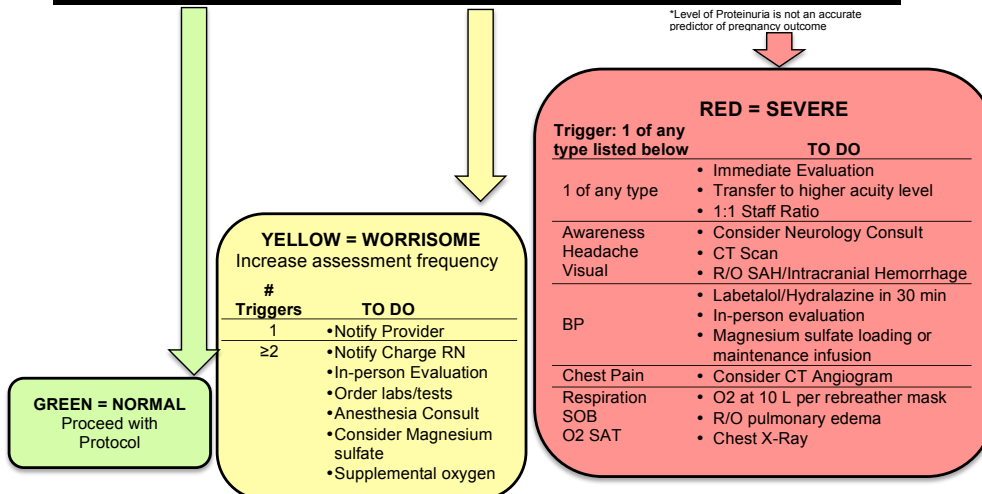 *Level of Proteinuria is not an accurate
predictor of pregnancy outcome
RED = SEVERE
Trigger: 1 of any
type listed below
TO DO
1 of any type
• Immediate Evaluation
• Transfer to higher acuity level
• 1:1 Staff Ratio
Awareness
Headache
Visual
• Consider Neurology Consult
• CT Scan
• R/O SAH/Intracranial Hemorrhage
BP
• Labetalol/Hydralazine in 30 min
• In-person evaluation
• Magnesium sulfate loading or
maintenance infusion
Chest Pain
• Consider CT Angiogram
Respiration
SOB
O2 SAT
• O2 at 10 L per rebreather mask
• R/O pulmonary edema
• Chest X-Ray
YELLOW = WORRISOME
Increase assessment frequency
#
Triggers
TO DO
1
•Notify Provider
≥2
•Notify Charge RN
•In-person Evaluation
•Order labs/tests
•Anesthesia Consult
•Consider Magnesium
sulfate
•Supplemental oxygen
GREEN = NORMAL
Proceed with
Protocol